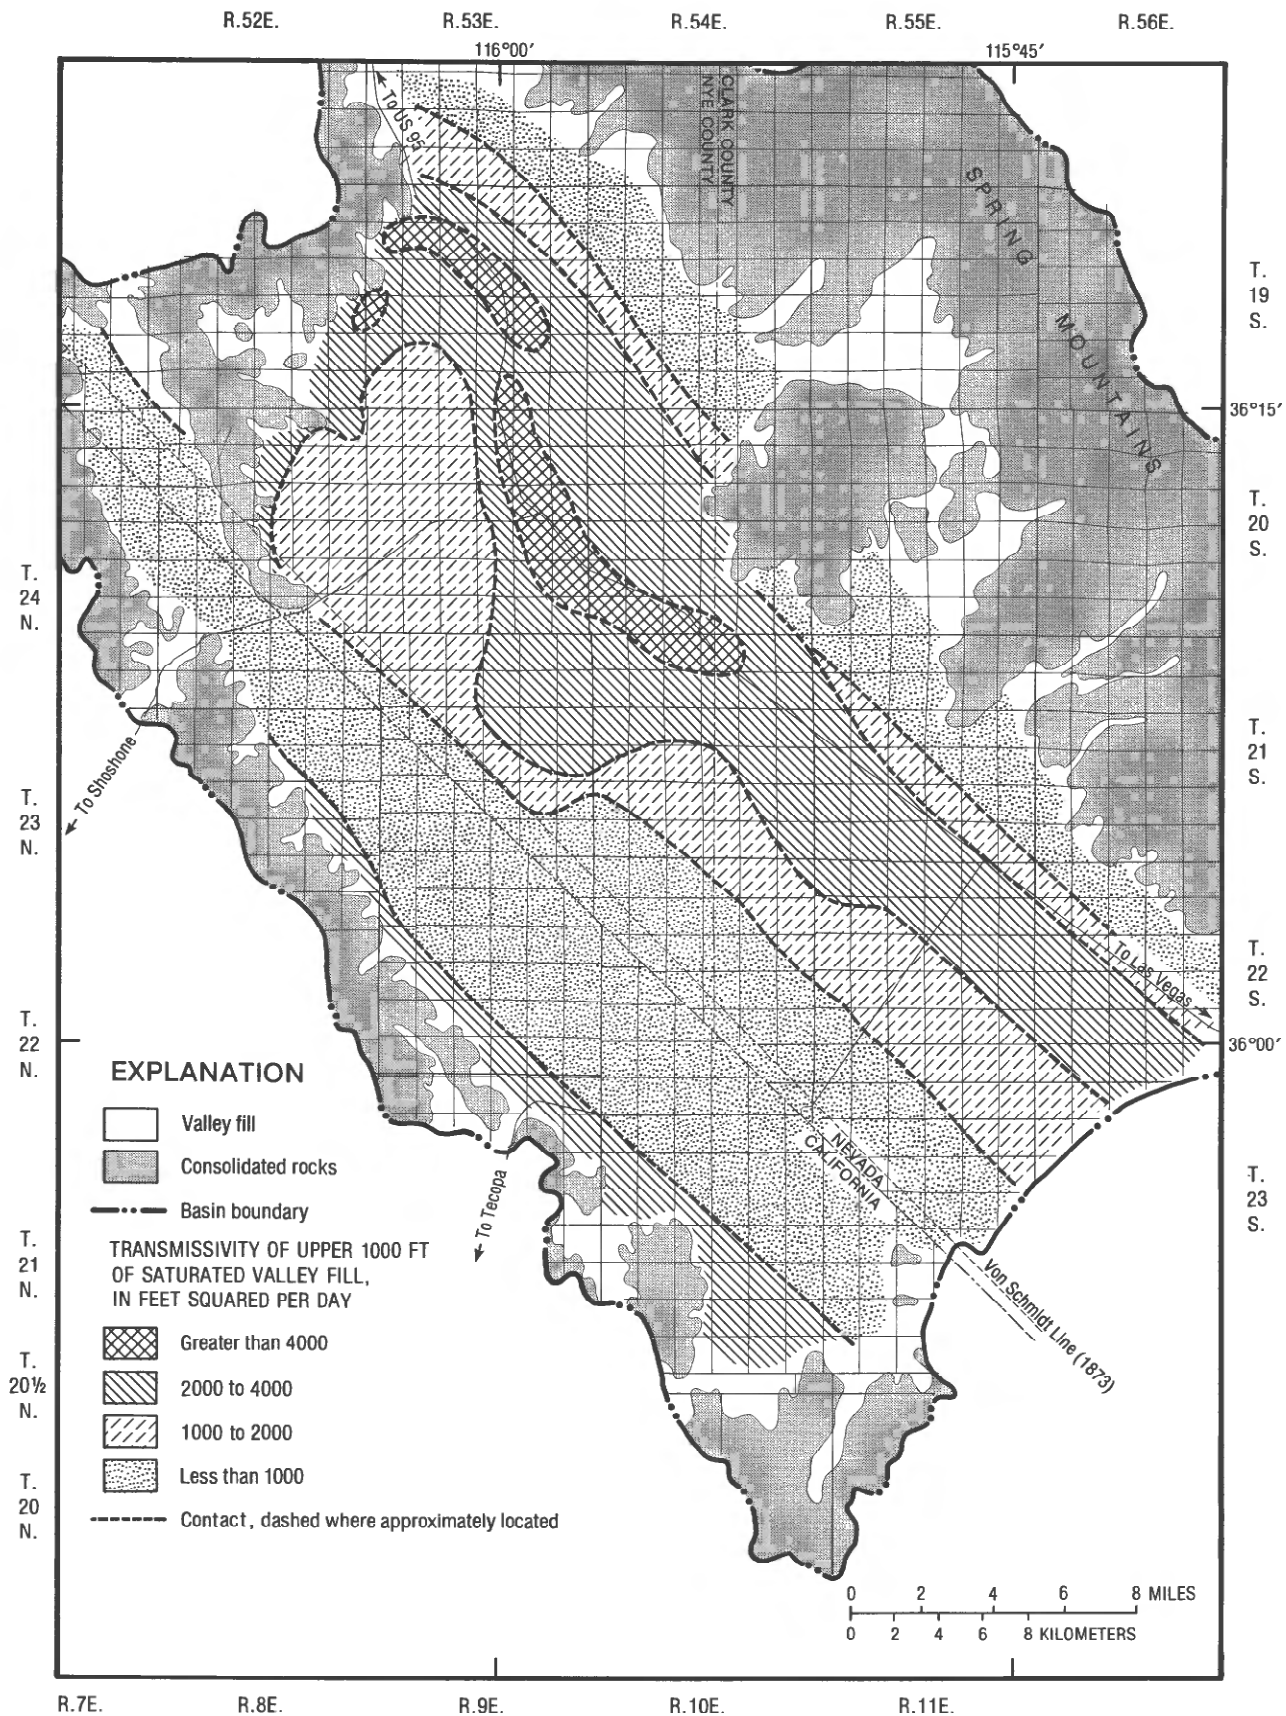 R.52E. R.53E. R.54E. R.55E. R.56E.
116°00′ 115°45′
To US 95
CLARK COUNTY
NYE COUNTY
SPRING
MOUNTAINS
T.
19
S.
36°15′
T.
20
S.
T.
24
N.
T.
21
S.
To Shoshone
T.
23
N.
To Las Vegas
T.
22
S.
T.
22
N.
36°00′
NEVADA
CALIFORNIA
To Tecopa
T.
23
S.
Von Schmidt Line (1873)
T.
21
N.
T.
20½
N.
T.
20
N.
EXPLANATION
Valley fill
Consolidated rocks
Basin boundary
TRANSMISSIVITY OF UPPER 1000 FT
OF SATURATED VALLEY FILL,
IN FEET SQUARED PER DAY
Greater than 4000
2000 to 4000
1000 to 2000
Less than 1000
Contact, dashed where approximately located
0 2 4 6 8 MILES
0 2 4 6 8 KILOMETERS
R.7E. R.8E. R.9E. R.10E. R.11E.